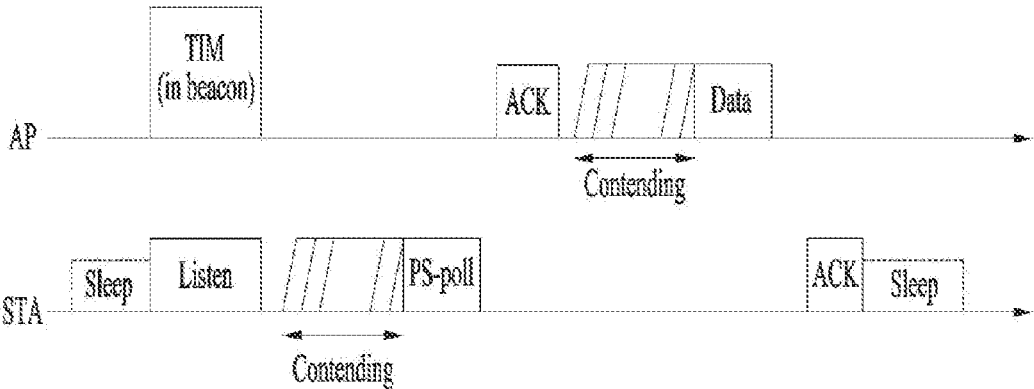 TIM
(in beacon)
ACK
Data
AP
Contending
Sleep
Listen
PS-poll
ACK
Sleep
STA
Contending